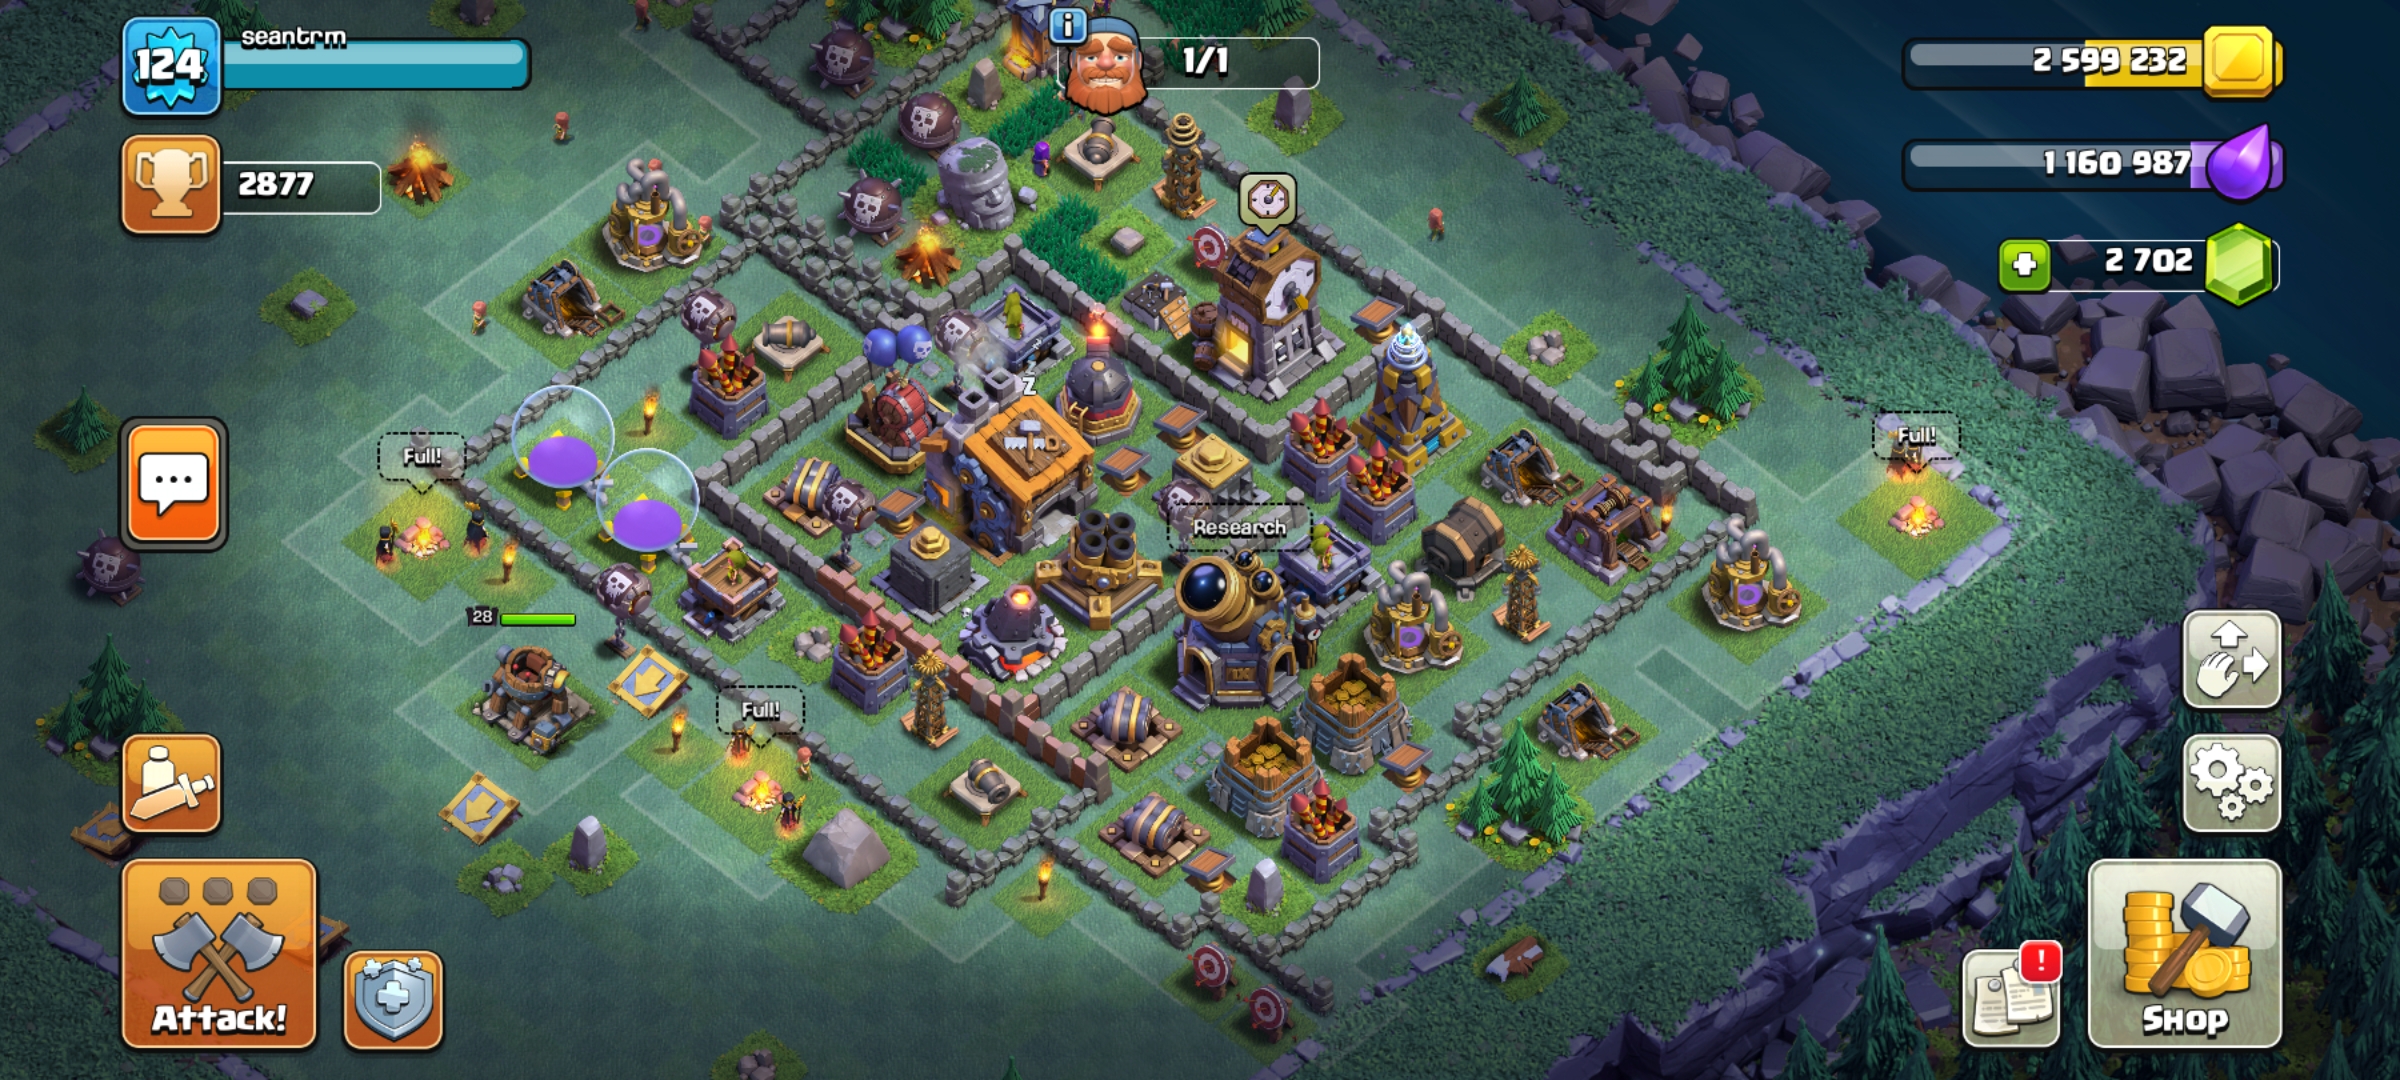 seantrm
124
1/1
2 599 232
2877
1 160 987
2 702
Z
Full!
Full!
Research
28
Full!
Attack!
!
Shop